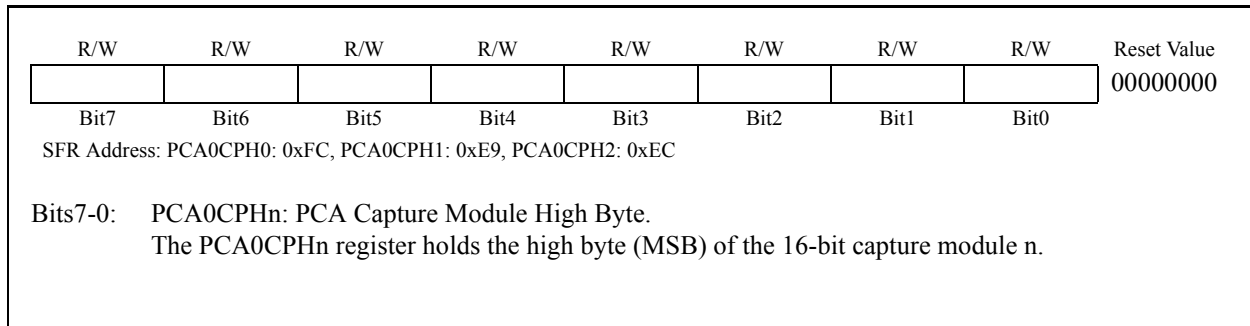 R/W R/W R/W R/W R/W R/W R/W R/W Reset Value
00000000
Bit7 Bit6 Bit5 Bit4 Bit3 Bit2 Bit1 Bit0
SFR Address: PCA0CPH0: 0xFC, PCA0CPH1: 0xE9, PCA0CPH2: 0xEC
Bits7-0: PCA0CPHn: PCA Capture Module High Byte.
The PCA0CPHn register holds the high byte (MSB) of the 16-bit capture module n.